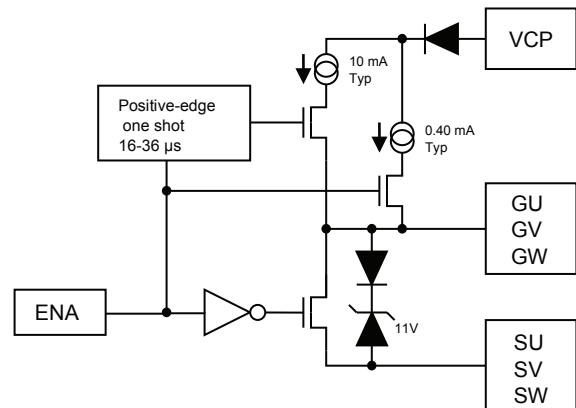 10 mA
Typ
VCP
Positive-edge
one shot
16-36 µs
0.40 mA
Typ
GU
GV
GW
ENA
11V
SU
SV
SW